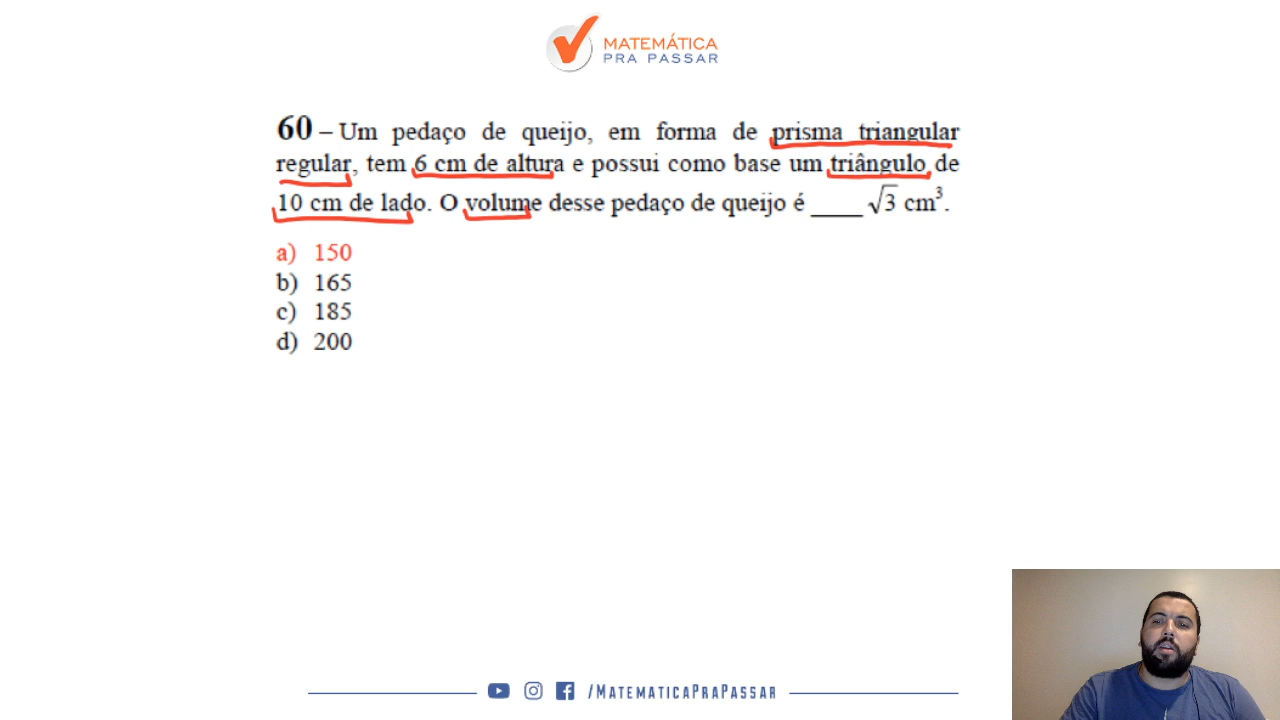 MATEMÁTICA
PRA PASSAR
60 – Um pedaço de queijo, em forma de prisma triangular
regular, tem 6 cm de altura e possui como base um triângulo de
10 cm de lado. O volume desse pedaço de queijo é ____ √3 cm³.
a) 150
b) 165
c) 185
d) 200
/MATEMATICAPRAPASSAR